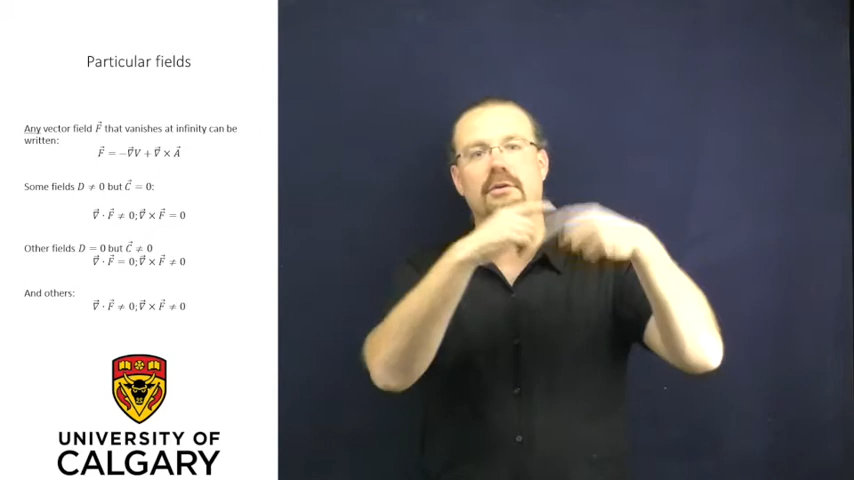 Particular fields
Any vector field F⃗ that vanishes at infinity can be
written:
F⃗ = −∇⃗V + ∇⃗ × A⃗
Some fields D ≠ 0 but C⃗ = 0:
∇⃗ · F⃗ ≠ 0; ∇⃗ × F⃗ = 0
Other fields D = 0 but C⃗ ≠ 0
∇⃗ · F⃗ = 0; ∇⃗ × F⃗ ≠ 0
And others:
∇⃗ · F⃗ ≠ 0; ∇⃗ × F⃗ ≠ 0
UNIVERSITY OF
CALGARY